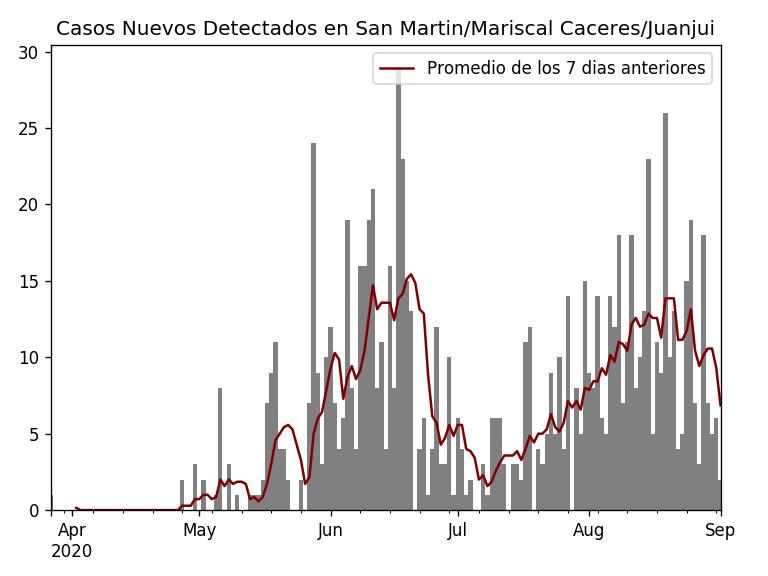 Casos Nuevos Detectados en San Martin/Mariscal Caceres/Juanjui
Promedio de los 7 dias anteriores
30
25
20
15
10
5
0
Apr May Jun Jul Aug Sep
2020